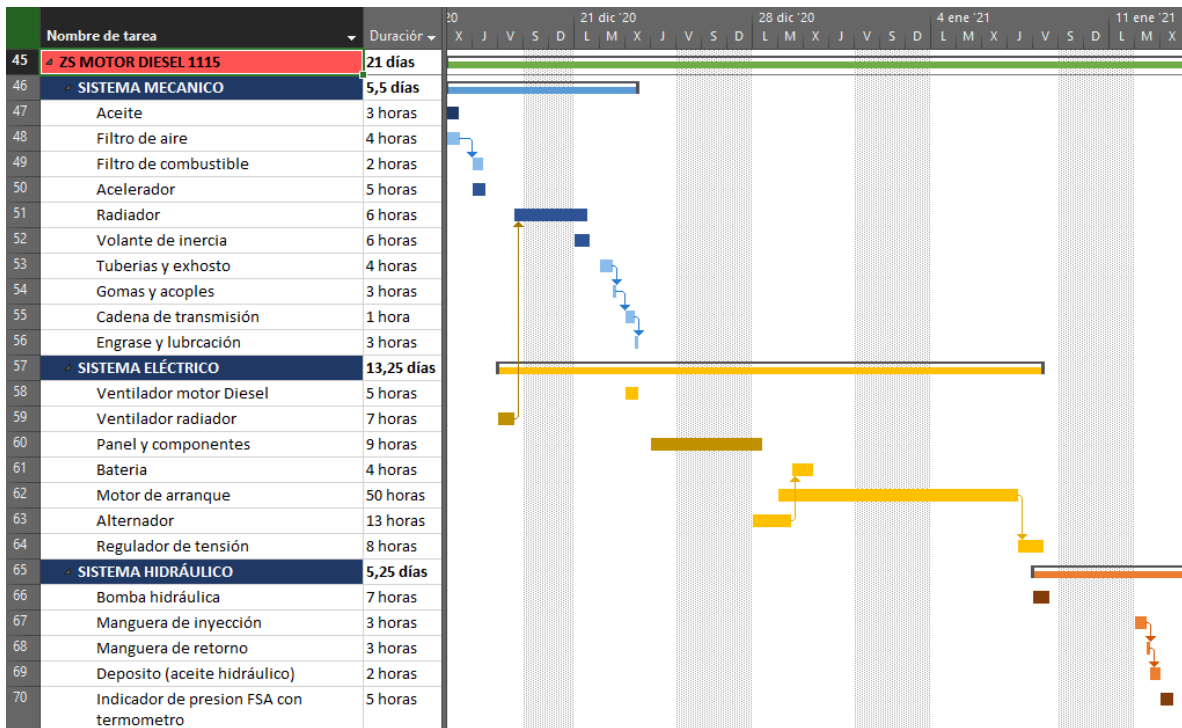 20 21 dic '20 28 dic '20 4 ene '21 11 ene '21
Nombre de tarea Duraciór X J V S D L M X J V S D L M X J V S D L M X J V S D L M X
45 ZS MOTOR DIESEL 1115 21 días
46 SISTEMA MECANICO 5,5 días
47 Aceite 3 horas
48 Filtro de aire 4 horas
49 Filtro de combustible 2 horas
50 Acelerador 5 horas
51 Radiador 6 horas
52 Volante de inercia 6 horas
53 Tuberias y exhosto 4 horas
54 Gomas y acoples 3 horas
55 Cadena de transmisión 1 hora
56 Engrase y lubrcación 3 horas
57 SISTEMA ELÉCTRICO 13,25 días
58 Ventilador motor Diesel 5 horas
59 Ventilador radiador 7 horas
60 Panel y componentes 9 horas
61 Bateria 4 horas
62 Motor de arranque 50 horas
63 Alternador 13 horas
64 Regulador de tensión 8 horas
65 SISTEMA HIDRÁULICO 5,25 días
66 Bomba hidráulica 7 horas
67 Manguera de inyección 3 horas
68 Manguera de retorno 3 horas
69 Deposito (aceite hidráulico) 2 horas
70 Indicador de presion FSA con 5 horas
termometro